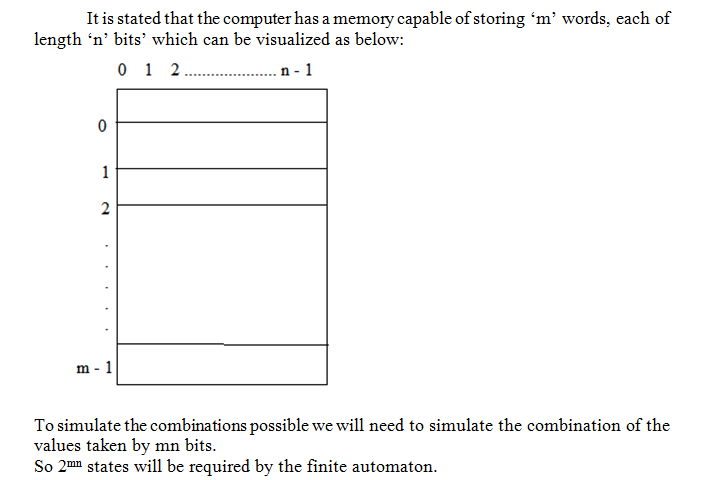 It is stated that the computer has a memory capable of storing ‘m’ words, each of
length ‘n’ bits’ which can be visualized as below:
0 1 2 ...................... n - 1
0
1
2
.
.
.
.
.
m - 1
To simulate the combinations possible we will need to simulate the combination of the
values taken by mn bits.
So 2ᵐⁿ states will be required by the finite automaton.